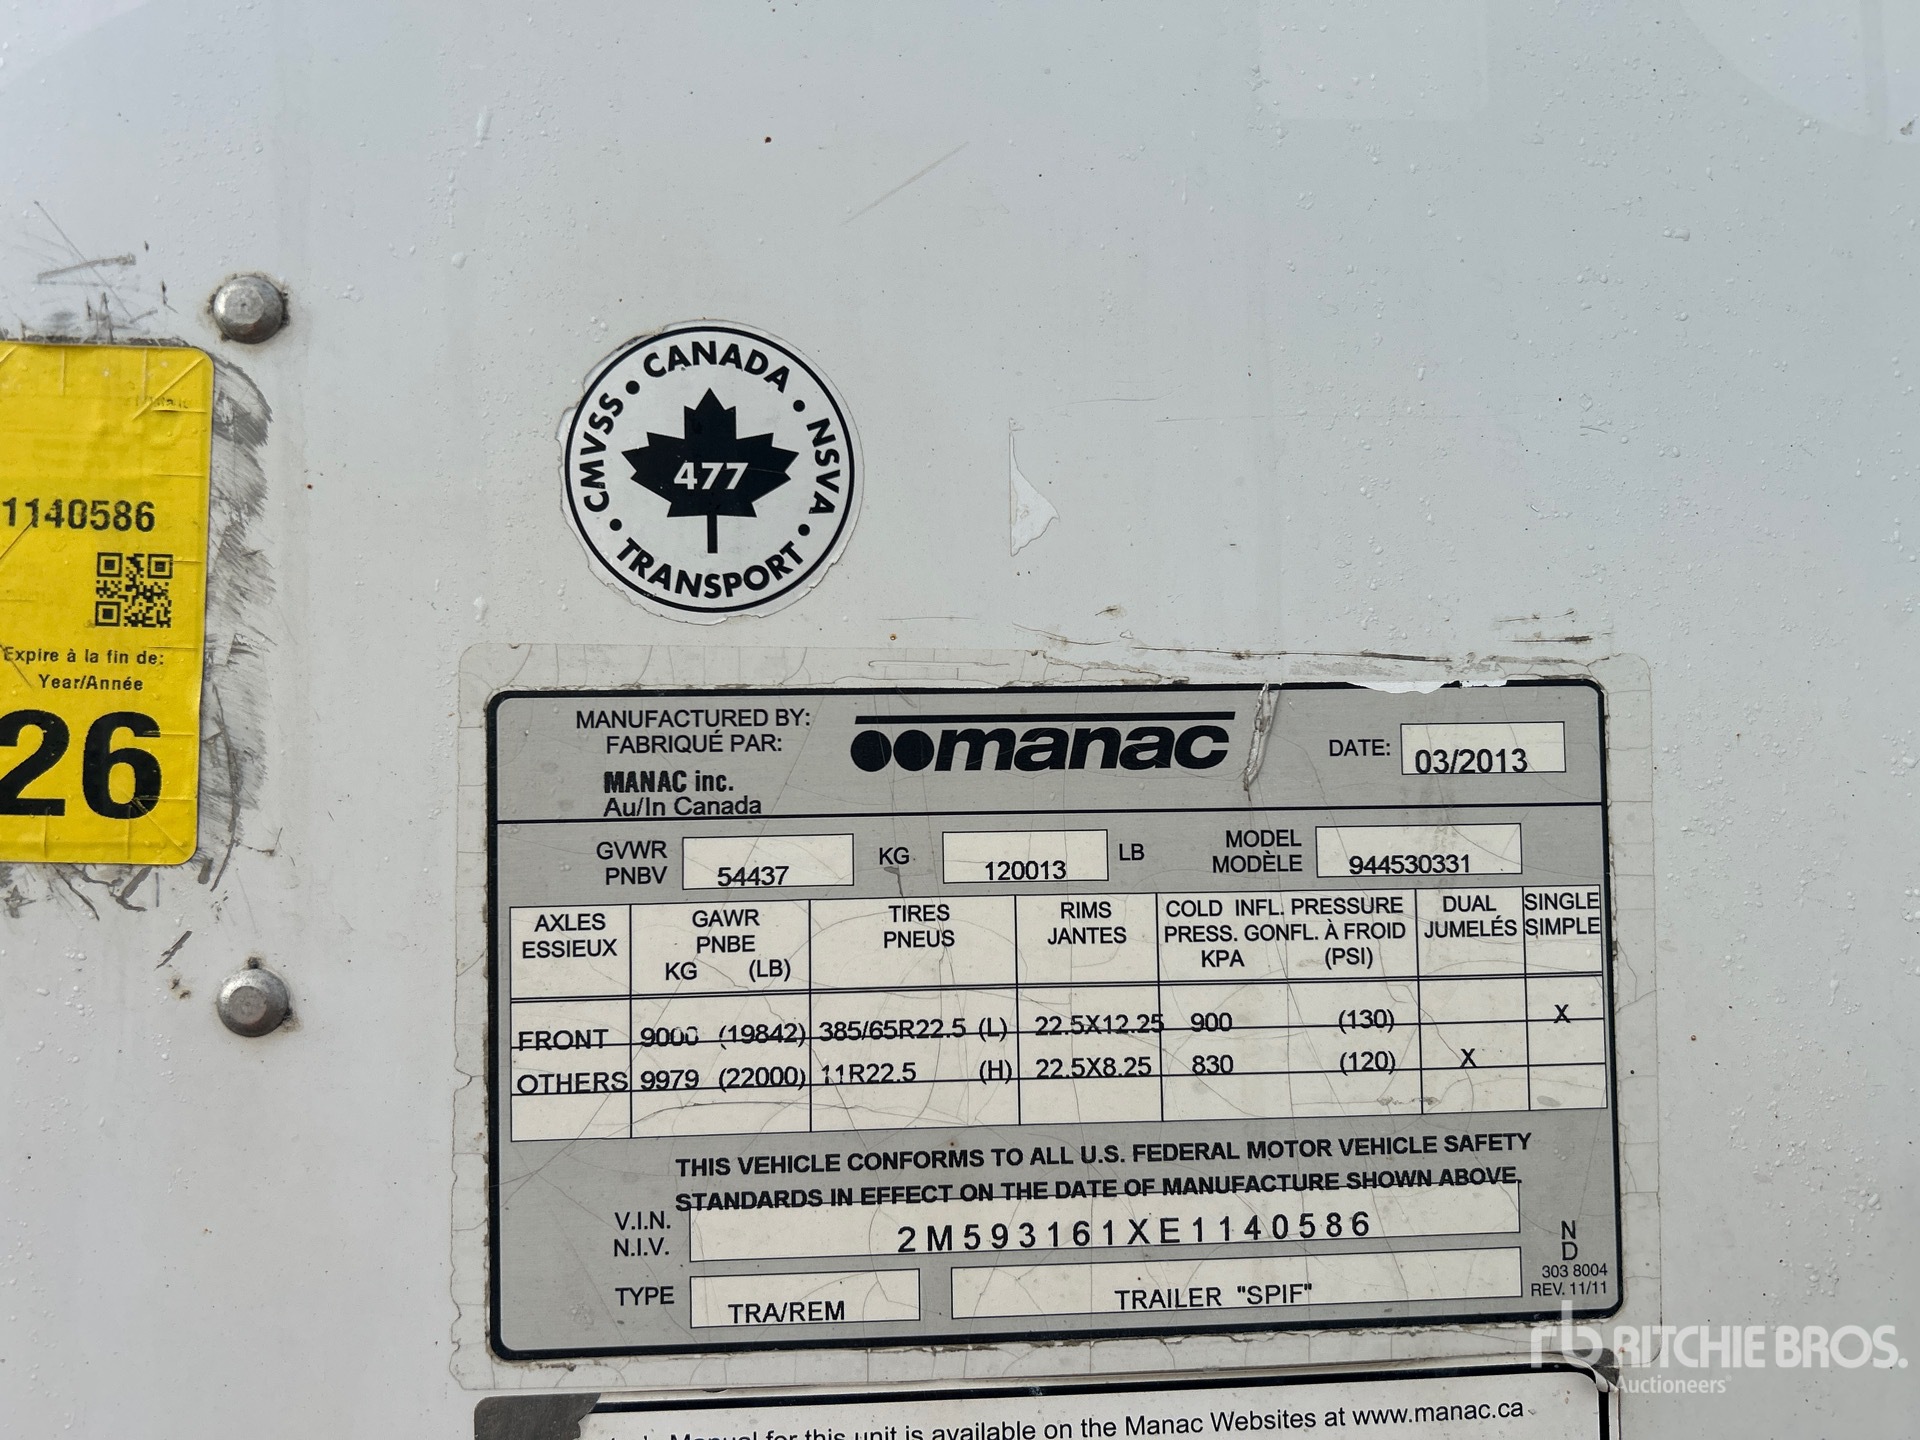 1140586
Expire à la fin de:
Year/Année
26
CANADA • NSVA • TRANSPORT • CMVSS •
477
MANUFACTURED BY:
FABRIQUÉ PAR:
MANAC inc.
Au/In Canada
manac
DATE: 03/2013
GVWR
PNBV 54437 KG 120013 LB
MODEL
MODÈLE 944530331
AXLES GAWR TIRES RIMS COLD INFL. PRESSURE DUAL SINGLE
ESSIEUX PNBE PNEUS JANTES PRESS. GONFL. À FROID JUMELÉS SIMPLE
KG (LB) KPA (PSI)
FRONT 9000 (19842) 385/65R22.5 (L) 22.5X12.25 900 (130) X
OTHERS 9979 (22000) 11R22.5 (H) 22.5X8.25 830 (120) X
THIS VEHICLE CONFORMS TO ALL U.S. FEDERAL MOTOR VEHICLE SAFETY
STANDARDS IN EFFECT ON THE DATE OF MANUFACTURE SHOWN ABOVE.
V.I.N.
N.I.V. 2M593161XE1140586
TYPE TRA/REM TRAILER "SPIF"
N
D
303 8004
REV. 11/11
Manual for this unit is available on the Manac Websites at www.manac.ca
rb RITCHIE BROS.
Auctioneers